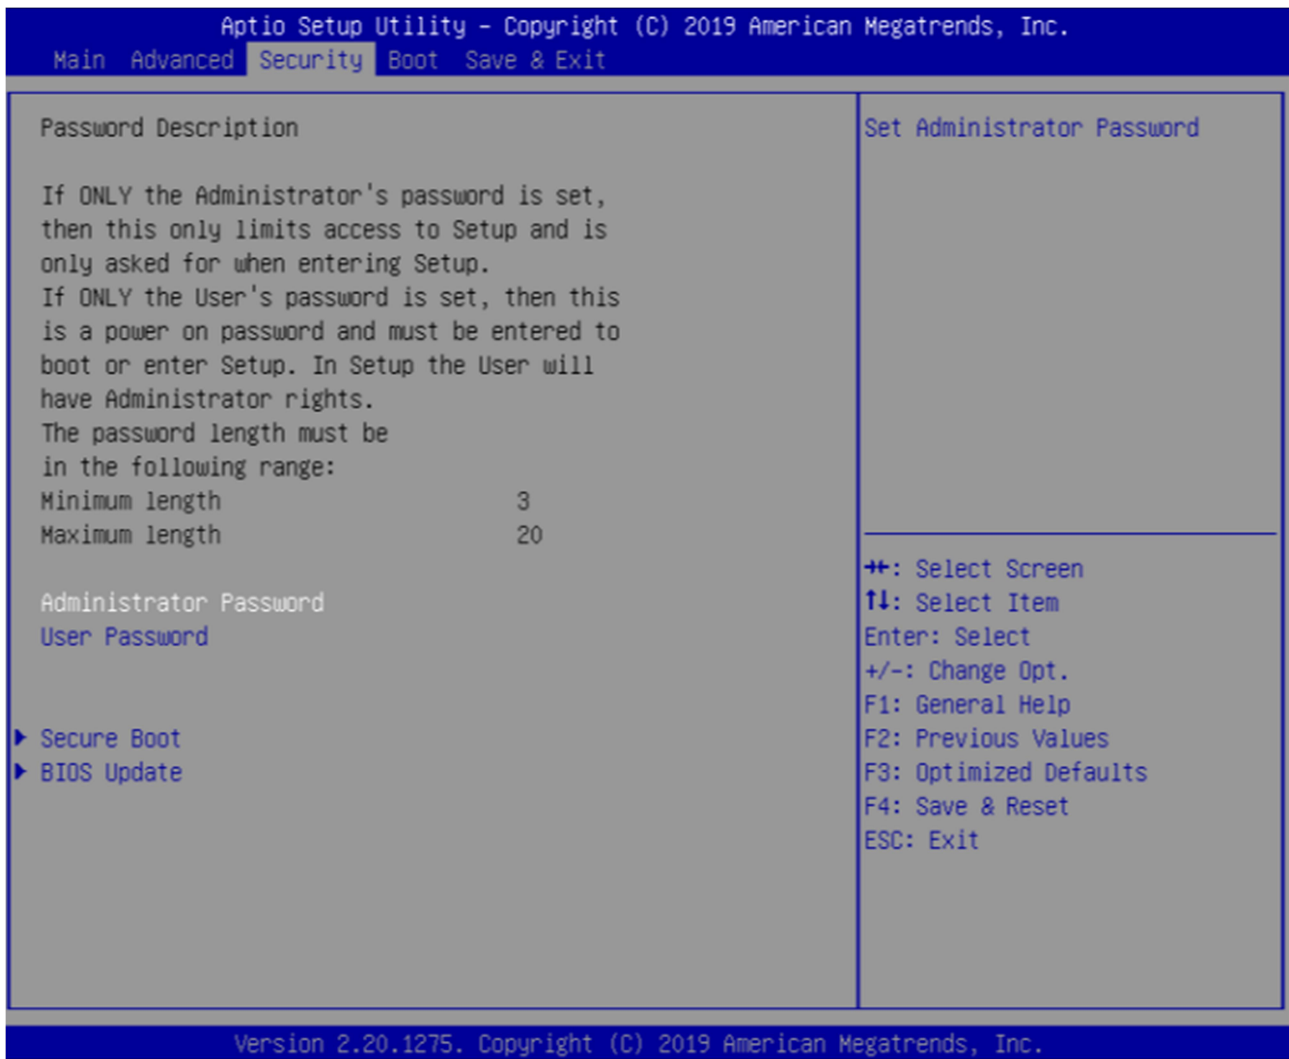 Aptio Setup Utility – Copyright (C) 2019 American Megatrends, Inc.
Main Advanced Security Boot Save & Exit
Password Description
If ONLY the Administrator's password is set,
then this only limits access to Setup and is
only asked for when entering Setup.
If ONLY the User's password is set, then this
is a power on password and must be entered to
boot or enter Setup. In Setup the User will
have Administrator rights.
The password length must be
in the following range:
Minimum length 3
Maximum length 20
Administrator Password
User Password
Secure Boot
BIOS Update
Set Administrator Password
→←: Select Screen
↑↓: Select Item
Enter: Select
+/-: Change Opt.
F1: General Help
F2: Previous Values
F3: Optimized Defaults
F4: Save & Reset
ESC: Exit
Version 2.20.1275. Copyright (C) 2019 American Megatrends, Inc.